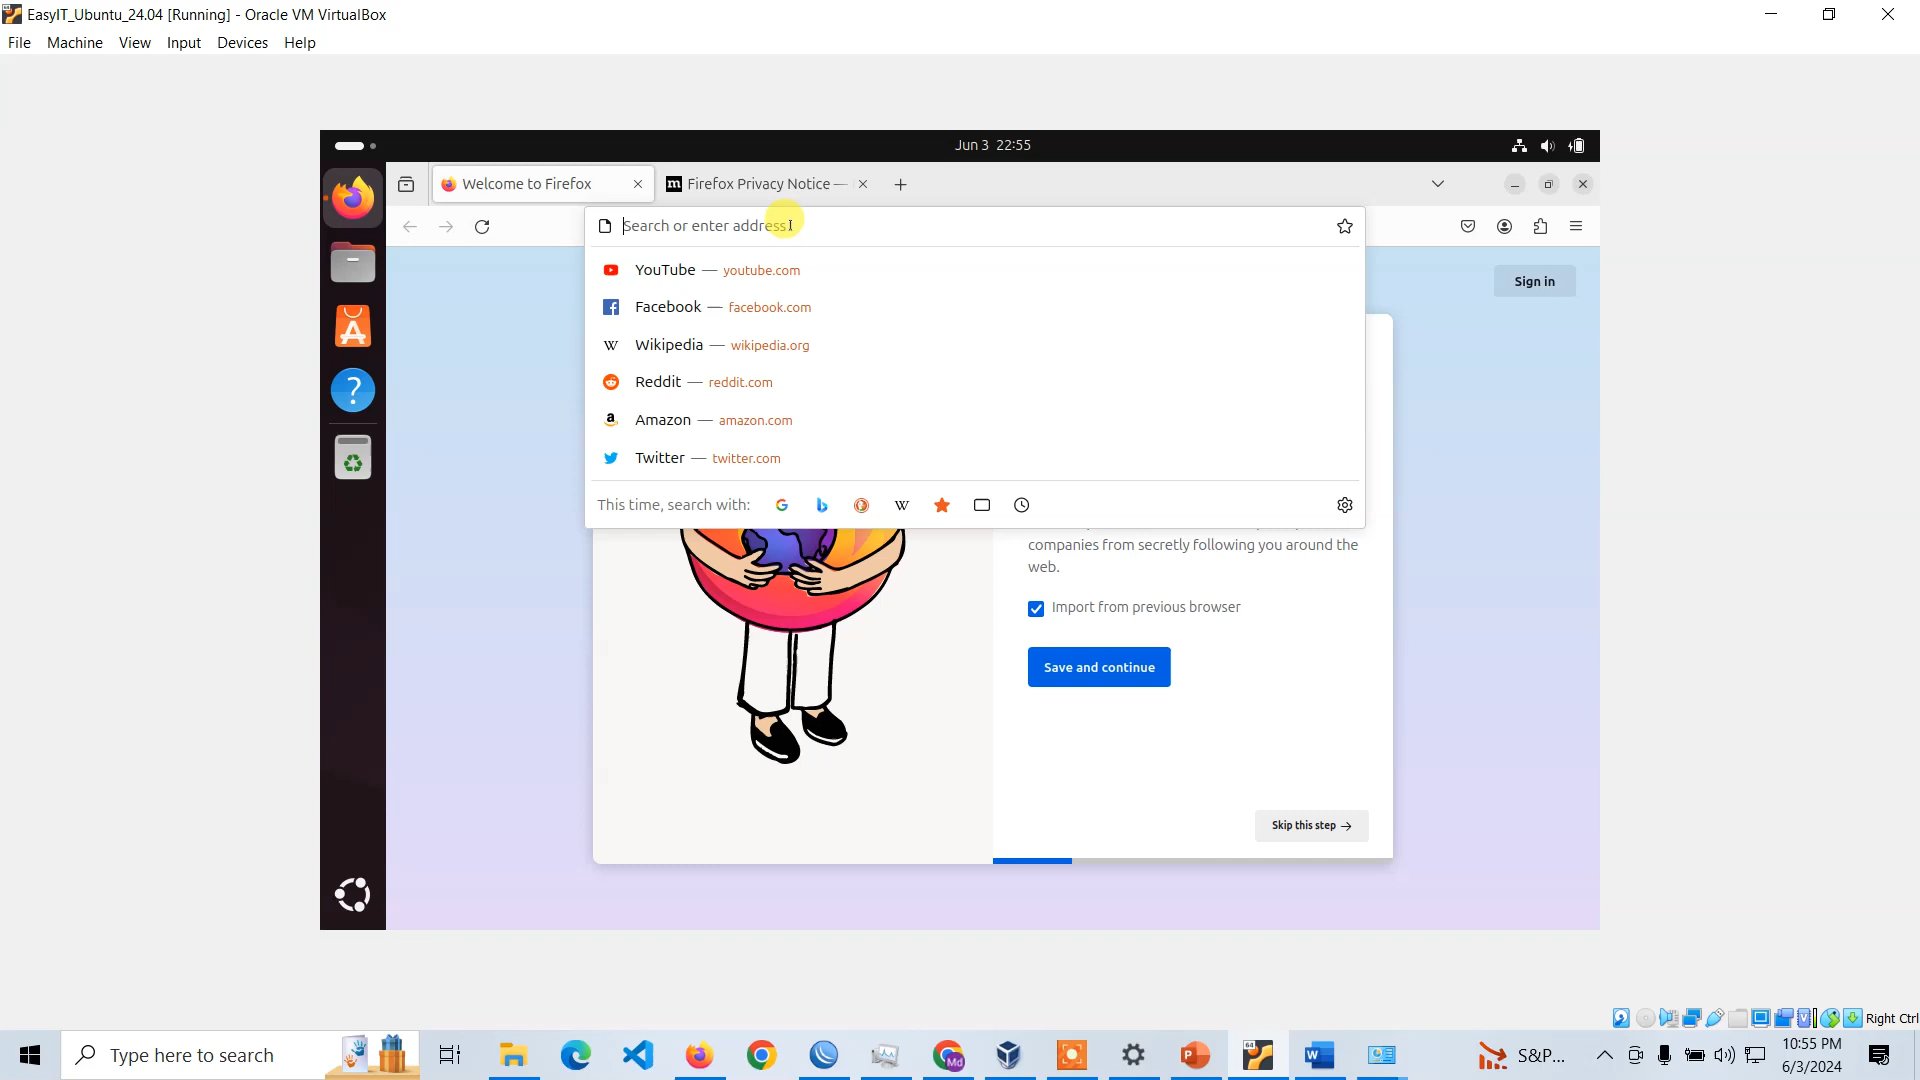 EasyIT_Ubuntu_24.04 [Running] - Oracle VM VirtualBox
File Machine View Input Devices Help
Jun 3 22:55
Welcome to Firefox
Firefox Privacy Notice —
Search or enter address
YouTube — youtube.com
Facebook — facebook.com
Wikipedia — wikipedia.org
Reddit — reddit.com
Amazon — amazon.com
Twitter — twitter.com
This time, search with:
Sign in
companies from secretly following you around the
web.
Import from previous browser
Save and continue
Skip this step →
Right Ctrl
Type here to search
S&P...
10:55 PM
6/3/2024